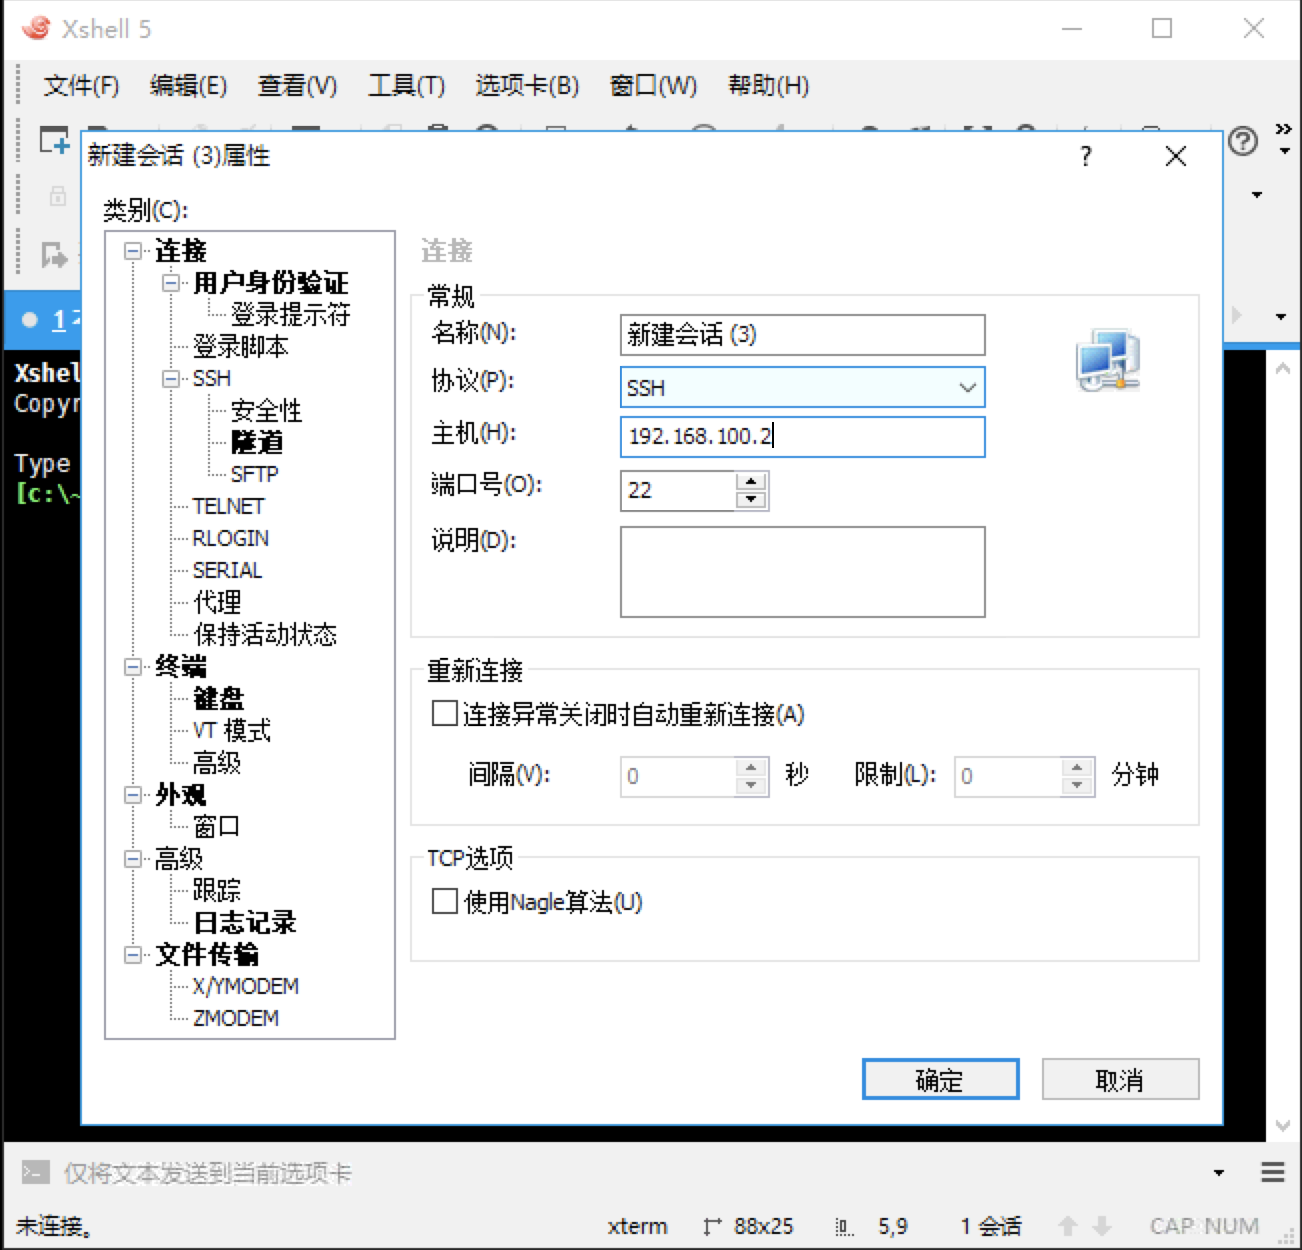 Xshell 5
文件(F) 编辑(E) 查看(V) 工具(T) 选项卡(B) 窗口(W) 帮助(H)
新建会话 (3)属性
?
类别(C):
连接
用户身份验证
登录提示符
登录脚本
SSH
安全性
隧道
SFTP
TELNET
RLOGIN
SERIAL
代理
保持活动状态
终端
键盘
VT 模式
高级
外观
窗口
高级
跟踪
日志记录
文件传输
X/YMODEM
ZMODEM
连接
常规
名称(N): 新建会话 (3)
协议(P): SSH
主机(H): 192.168.100.2
端口号(O): 22
说明(D):
重新连接
连接异常关闭时自动重新连接(A)
间隔(V): 0 秒 限制(L): 0 分钟
TCP选项
使用Nagle算法(U)
确定 取消
1
Xshel
Copyr
Type
[c:\~
仅将文本发送到当前选项卡
未连接。 xterm 88x25 5,9 1 会话 CAP NUM